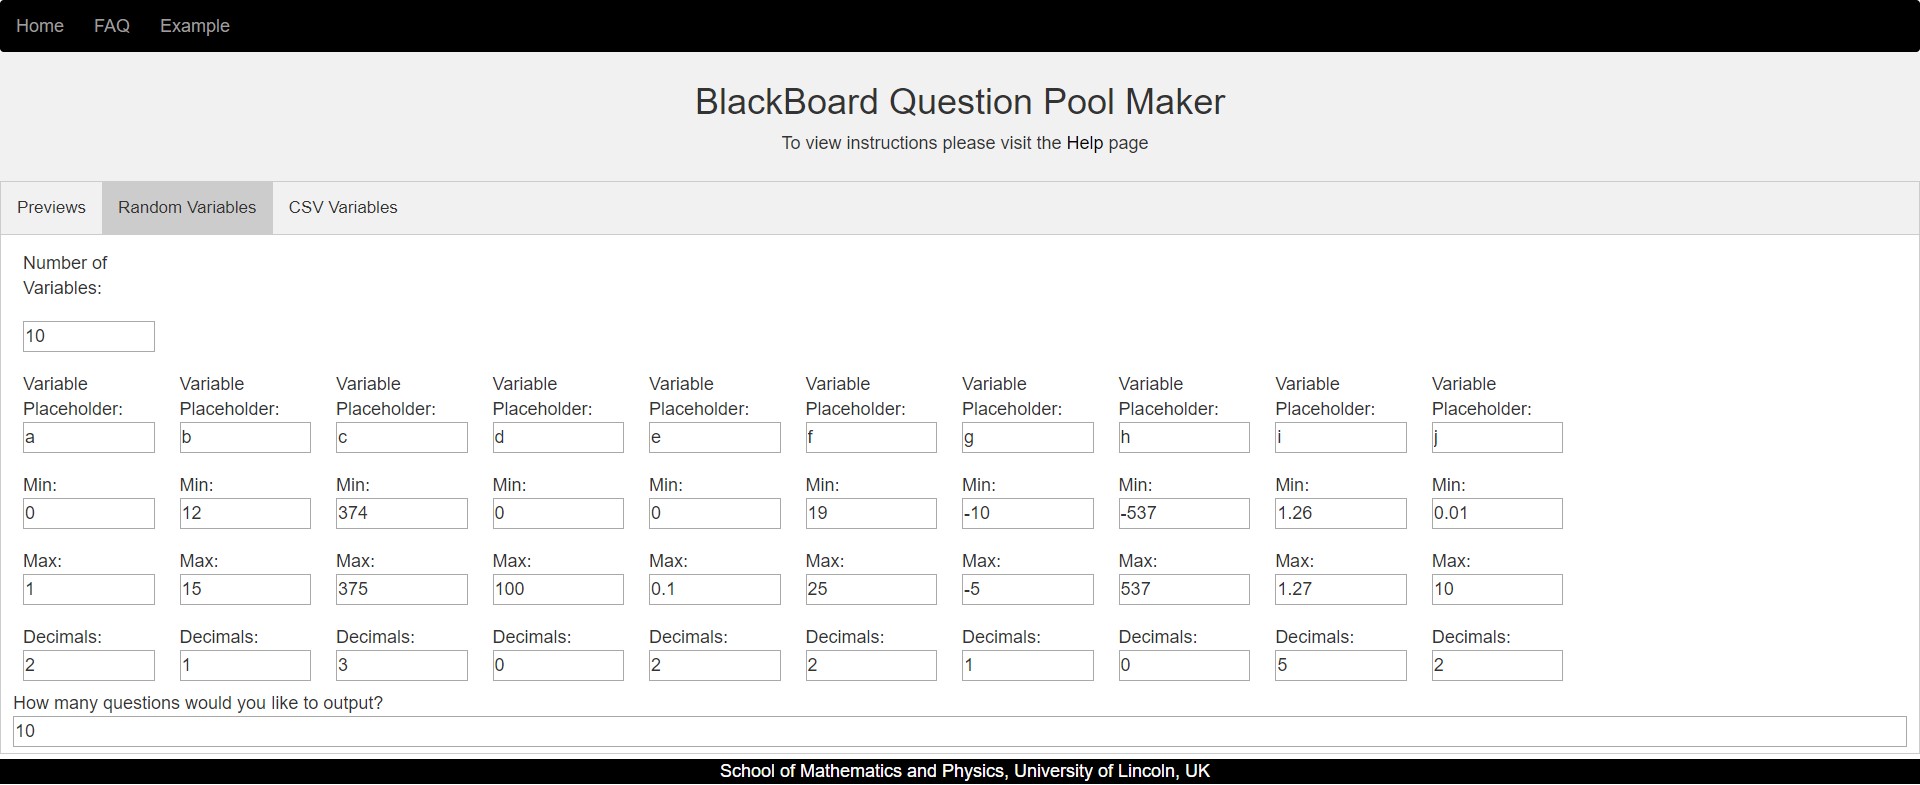 Home FAQ Example
BlackBoard Question Pool Maker
To view instructions please visit the Help page
Previews Random Variables CSV Variables
Number of
Variables:
10
Variable Variable Variable Variable Variable Variable Variable Variable Variable Variable
Placeholder: Placeholder: Placeholder: Placeholder: Placeholder: Placeholder: Placeholder: Placeholder: Placeholder: Placeholder:
a b c d e f g h i j
Min: Min: Min: Min: Min: Min: Min: Min: Min: Min:
0 12 374 0 0 19 -10 -537 1.26 0.01
Max: Max: Max: Max: Max: Max: Max: Max: Max: Max:
1 15 375 100 0.1 25 -5 537 1.27 10
Decimals: Decimals: Decimals: Decimals: Decimals: Decimals: Decimals: Decimals: Decimals: Decimals:
2 1 3 0 2 2 1 0 5 2
How many questions would you like to output?
10
School of Mathematics and Physics, University of Lincoln, UK